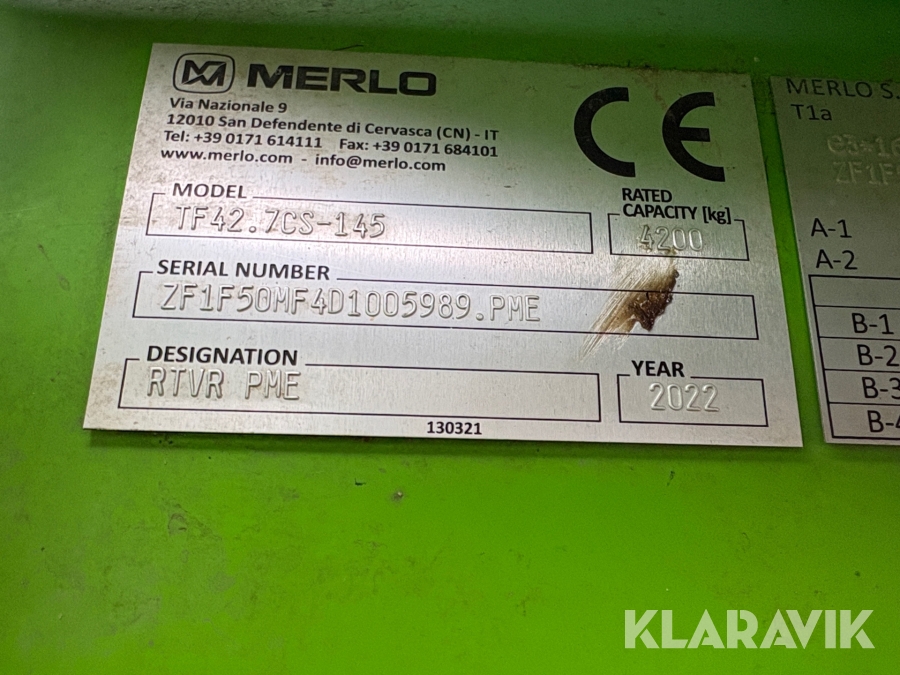 MERLO
Via Nazionale 9
12010 San Defendente di Cervasca (CN) - IT
Tel: +39 0171 614111 Fax: +39 0171 684101
www.merlo.com - info@merlo.com
CE
MODEL
TF42.7CS-145
RATED
CAPACITY [kg]
4200
SERIAL NUMBER
ZF1F50MF4D1005989.PME
DESIGNATION
RTVR PME
YEAR
2022
130321
MERLO S.
T1a
ZF1F5
A-1
A-2
B-1
B-2
B-3
B-4
KLARAVIK